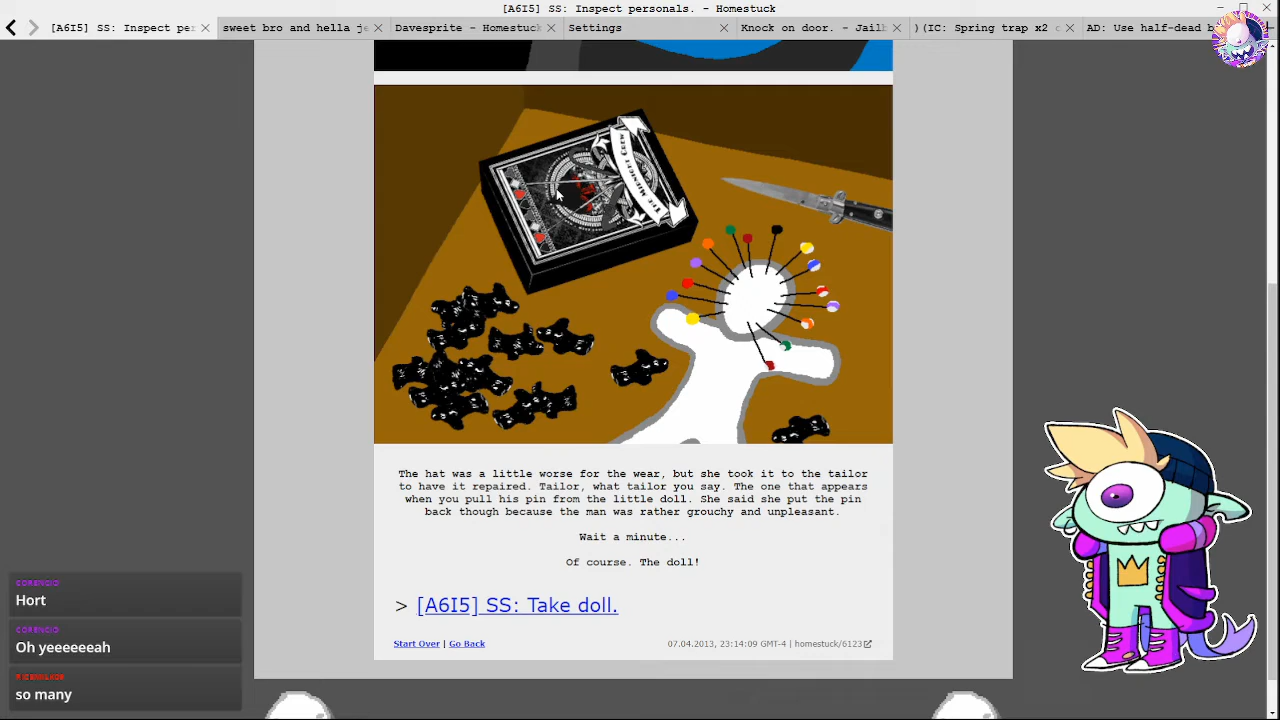 [A6I5] SS: Inspect personals. - Homestuck
[A6I5] SS: Inspect per
sweet bro and hella je
Davesprite - Homestuck
Settings
Knock on door. - Jailb
)(IC: Spring trap x2 c
AD: Use half-dead b
THE MIDNIGHT CREW
The hat was a little worse for the wear, but she took it to the tailor
to have it repaired. Tailor, what tailor you say. The one that appears
when you pull his pin from the little doll. She said she put the pin
back though because the man was rather grouchy and unpleasant.
Wait a minute...
Of course. The doll!
> [A6I5] SS: Take doll.
Start Over | Go Back
07.04.2013, 23:14:09 GMT-4 | homestuck/6123
Hort
Oh yeeeeeeah
so many